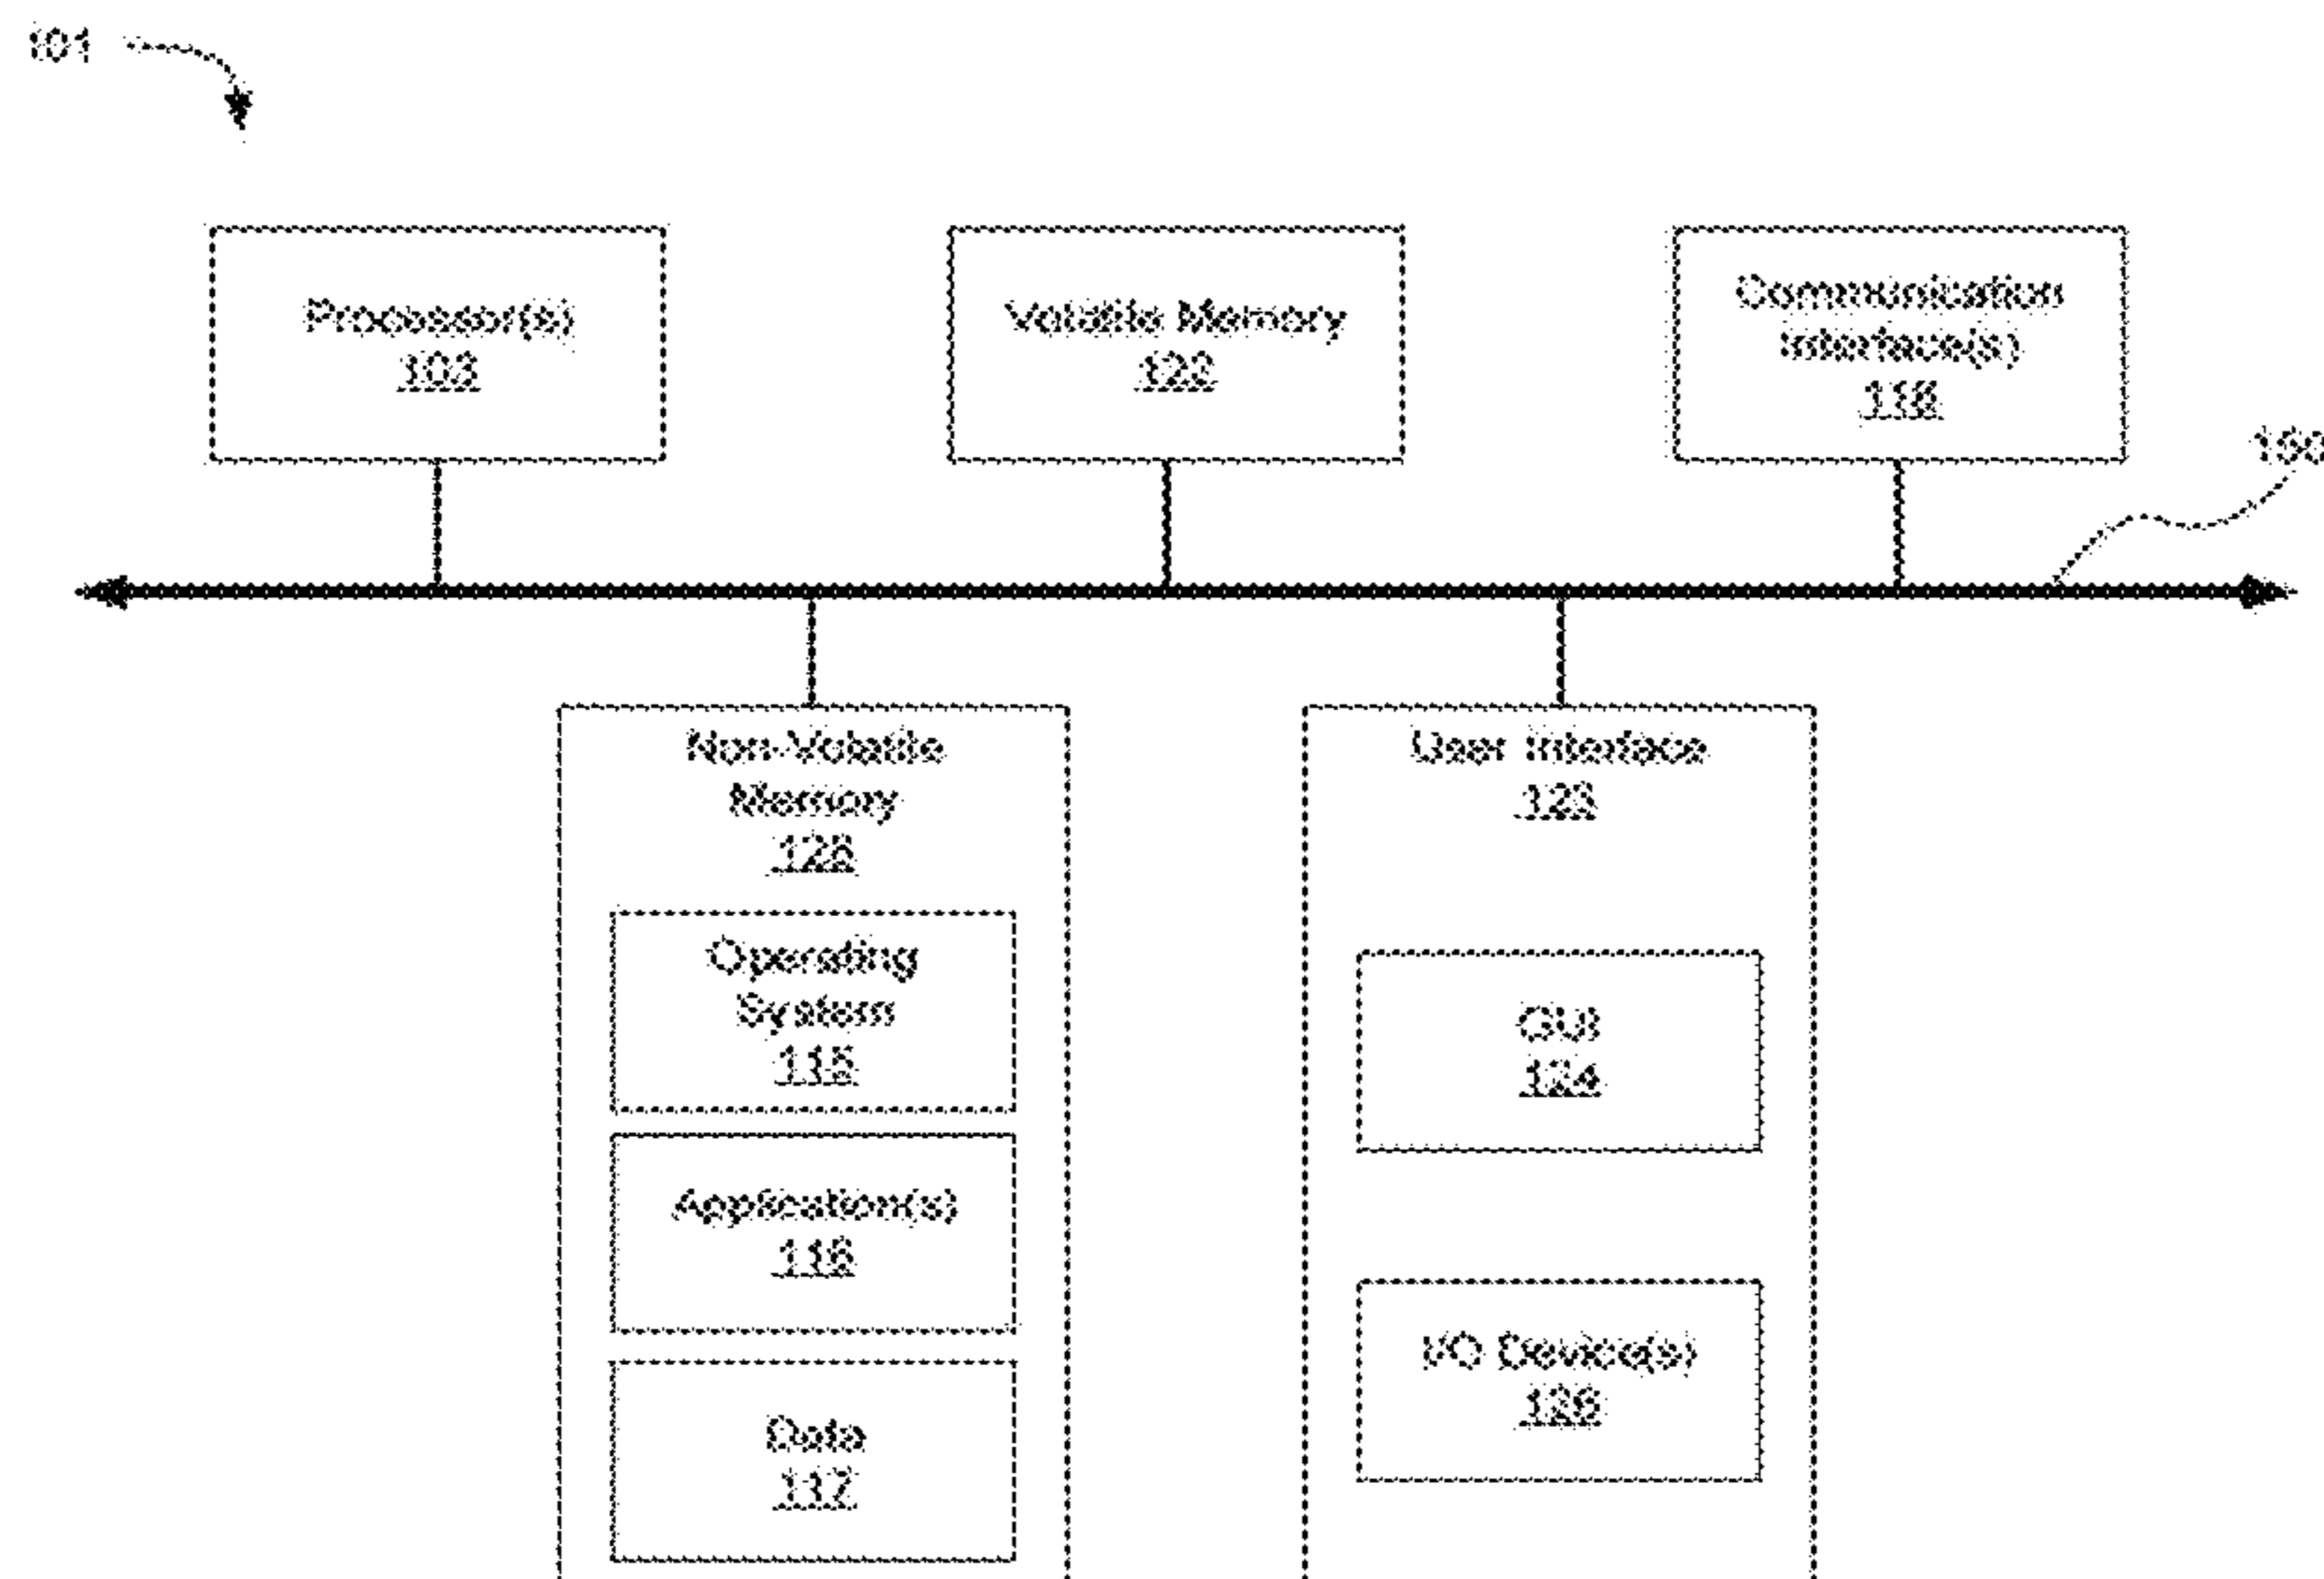 101
Processor(s)
103
Volatile Memory
122
Communication
Interface(s)
118
Non-Volatile
Memory
128
User Interface
123
Operating
System
115
GUI
124
Application(s)
116
I/O Device(s)
126
Data
117